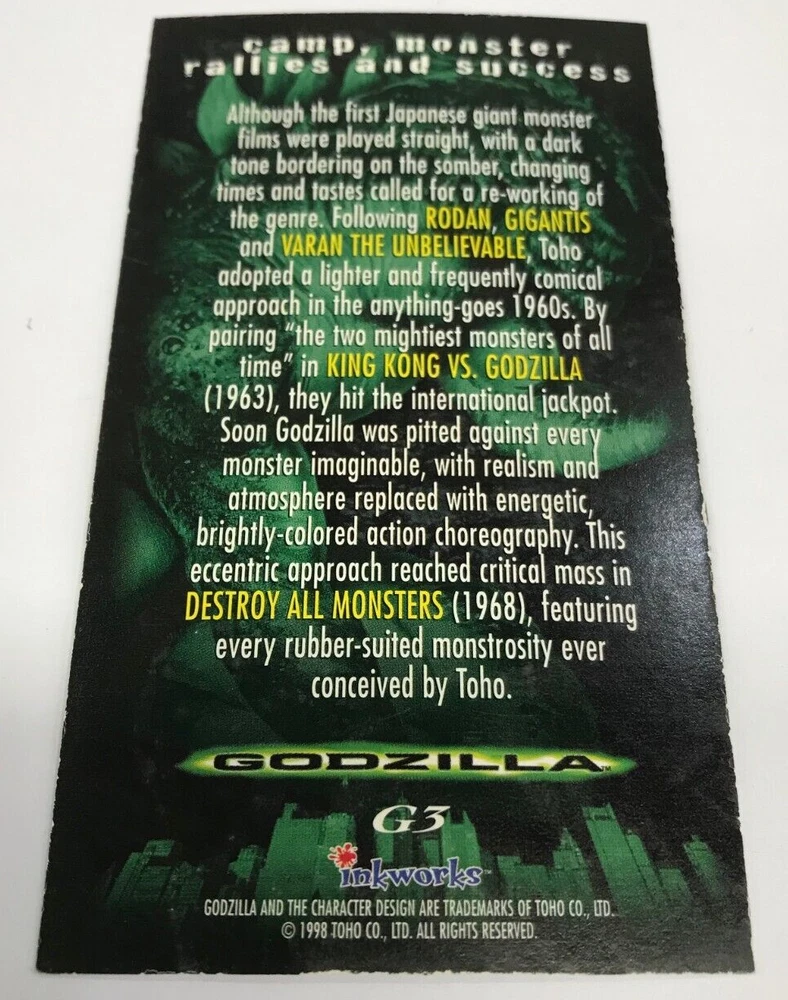 camp, monster
rallies and success
Although the first Japanese giant monster
films were played straight, with a dark
tone bordering on the somber, changing
times and tastes called for a re-working of
the genre. Following RODAN, GIGANTIS
and VARAN THE UNBELIEVABLE, Toho
adopted a lighter and frequently comical
approach in the anything-goes 1960s. By
pairing "the two mightiest monsters of all
time" in KING KONG VS. GODZILLA
(1963), they hit the international jackpot.
Soon Godzilla was pitted against every
monster imaginable, with realism and
atmosphere replaced with energetic,
brightly-colored action choreography. This
eccentric approach reached critical mass in
DESTROY ALL MONSTERS (1968), featuring
every rubber-suited monstrosity ever
conceived by Toho.
GODZILLA™
G3
inkworks™
GODZILLA AND THE CHARACTER DESIGN ARE TRADEMARKS OF TOHO CO., LTD.
© 1998 TOHO CO., LTD. ALL RIGHTS RESERVED.